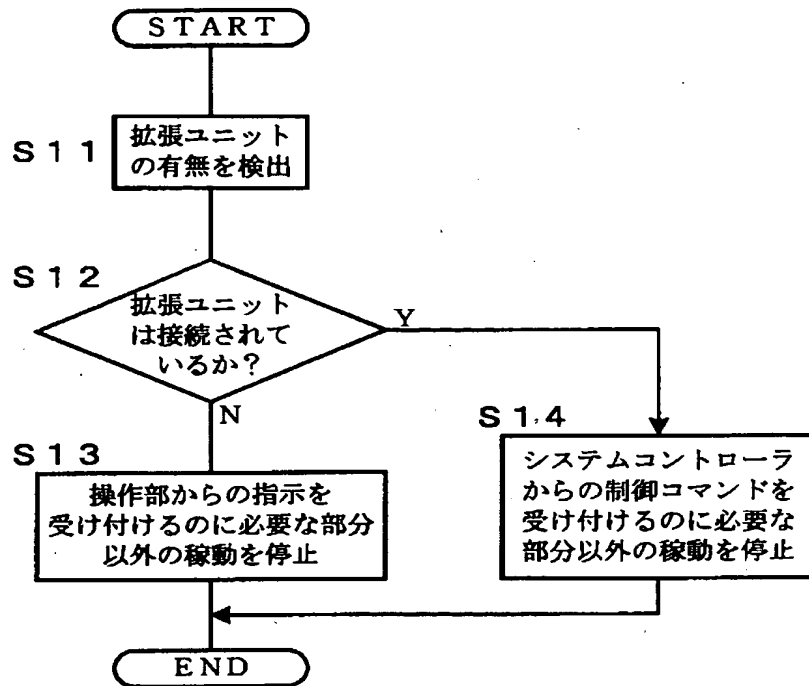 START
S11
拡張ユニット
の有無を検出
S12
拡張ユニット
は接続されて
いるか?
Y
N
S13
操作部からの指示を
受け付けるのに必要な部分
以外の稼動を停止
S14
システムコントローラ
からの制御コマンドを
受け付けるのに必要な
部分以外の稼動を停止
END